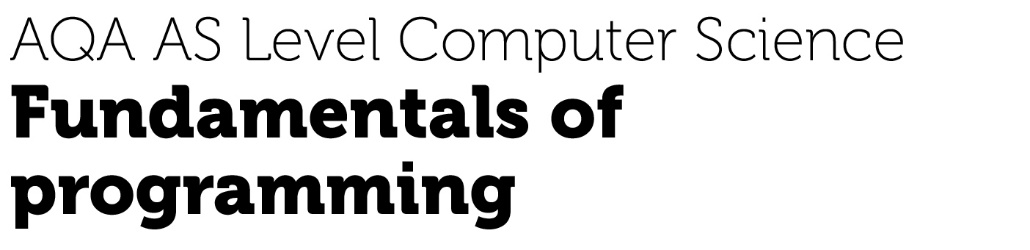 AQA AS Level Computer Science
Fundamentals of
programming